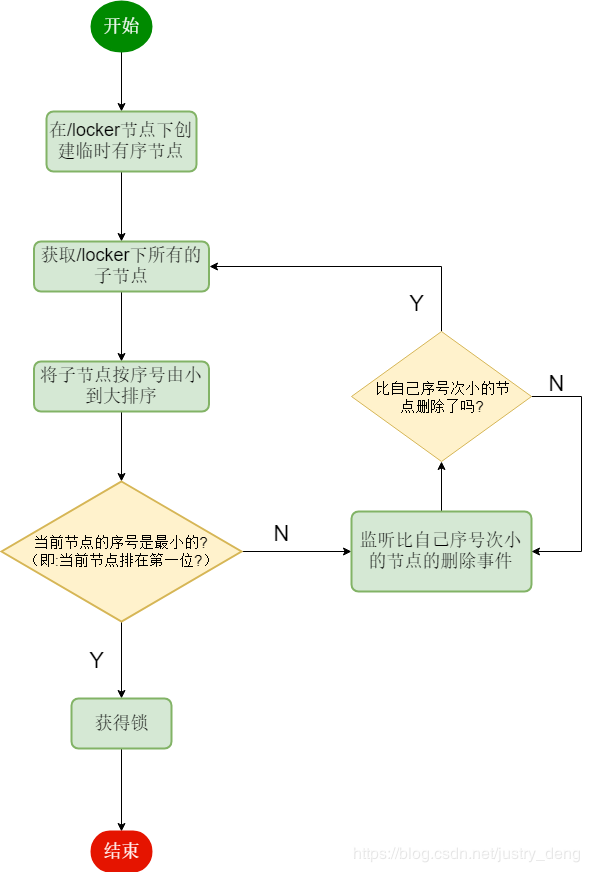 开始
在/locker节点下创
建临时有序节点
获取/locker下所有的
子节点
将子节点按序号由小
到大排序
当前节点的序号是最小的?
（即:当前节点排在第一位?）
N
Y
获得锁
结束
监听比自己序号次小
的节点的删除事件
比自己序号次小的节
点删除了吗?
Y
N
https://blog.csdn.net/justry_deng